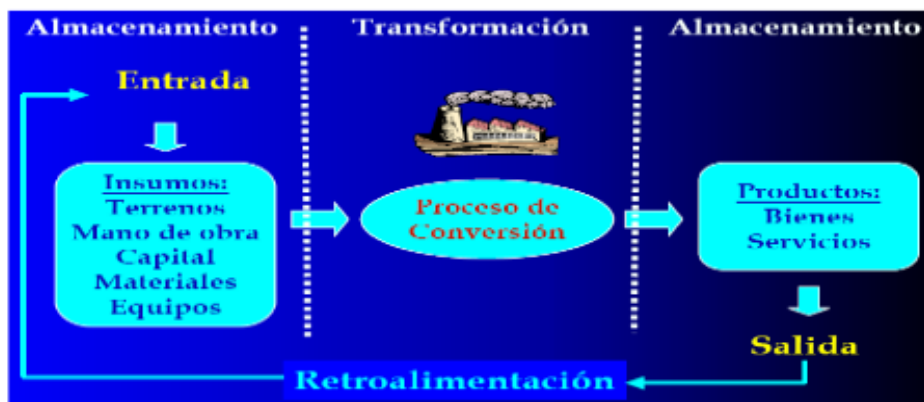 Almacenamiento
Transformación
Almacenamiento
Entrada
Insumos:
Terrenos
Mano de obra
Capital
Materiales
Equipos
Proceso de
Conversión
Productos:
Bienes
Servicios
Salida
Retroalimentación